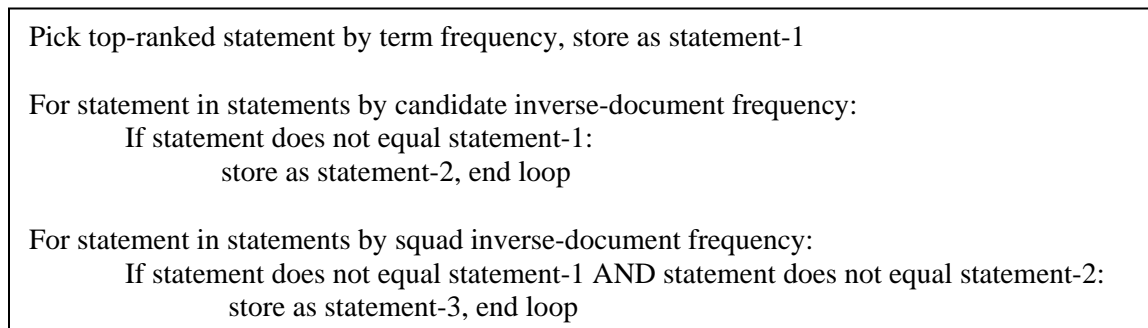 Pick top-ranked statement by term frequency, store as statement-1
For statement in statements by candidate inverse-document frequency:
If statement does not equal statement-1:
store as statement-2, end loop
For statement in statements by squad inverse-document frequency:
If statement does not equal statement-1 AND statement does not equal statement-2:
store as statement-3, end loop